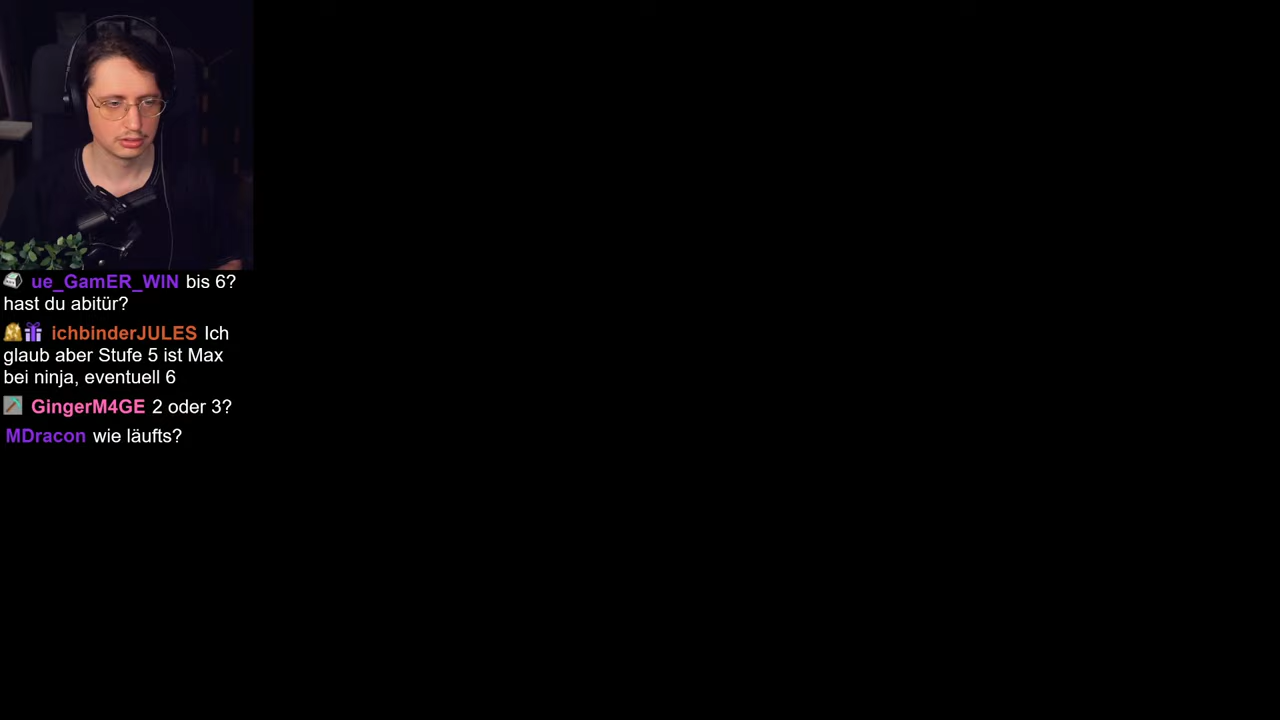 ue_GamER_WIN bis 6?
hast du abitür?
ichbinderJULES Ich
glaub aber Stufe 5 ist Max
bei ninja, eventuell 6
GingerM4GE 2 oder 3?
MDracon wie läufts?